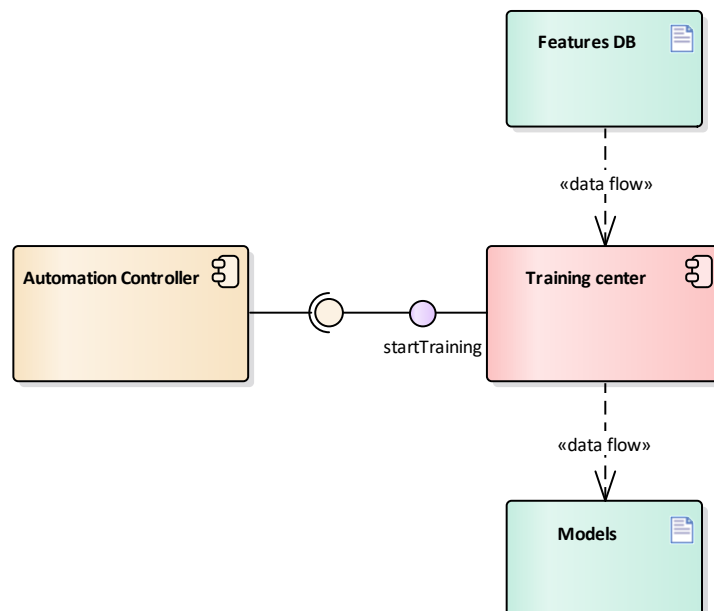 Features DB
«data flow»
Automation Controller
Training center
startTraining
«data flow»
Models